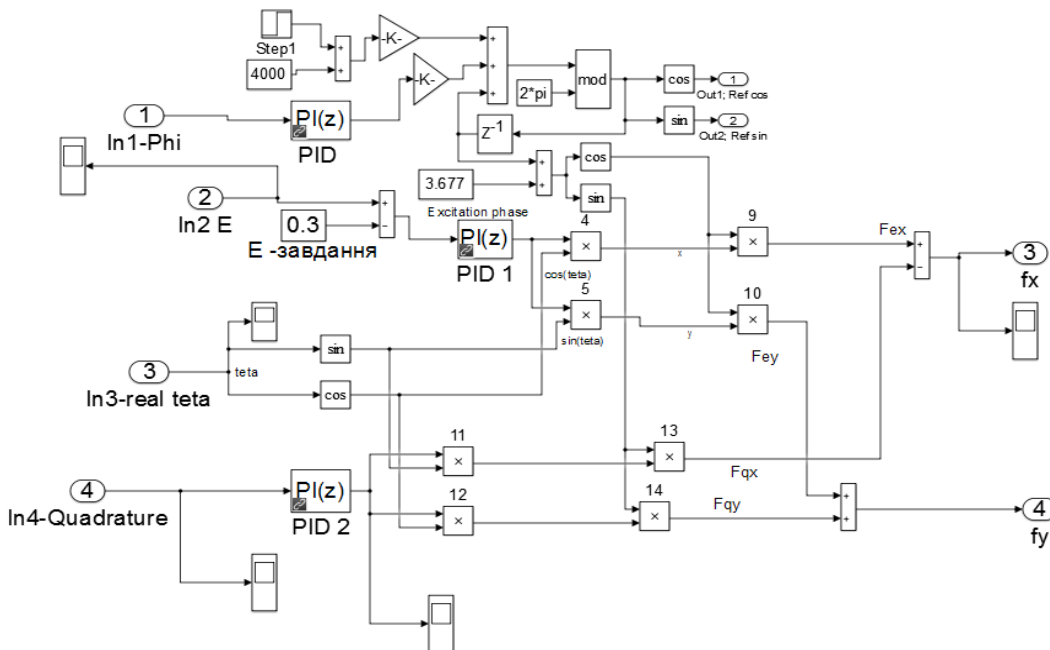 Step1
-K-
+
+
4000
-K-
+
+
+
mod
2*pi
cos
1
Out1; Ref cos
sin
2
Out2; Ref sin
1
In1-Phi
PI(z)
PID
Z-1
+
+
cos
3.677
sin
2
In2 E
+
−
0.3
E -завдання
Excitation phase
PI(z)
PID 1
4
×
cos(teta)
x
9
×
Fex
+
−
3
fx
5
×
sin(teta)
y
10
×
Fey
3
In3-real teta
teta
sin
cos
11
×
13
×
Fqx
4
In4-Quadrature
PI(z)
PID 2
12
×
14
×
Fqy
+
+
4
fy